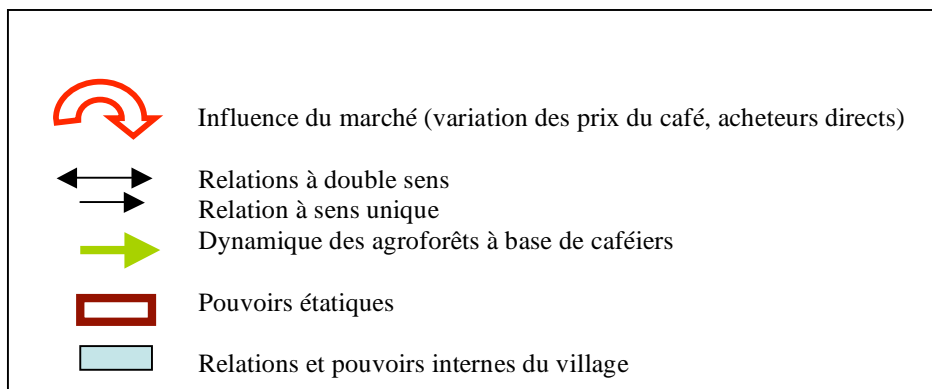 Influence du marché (variation des prix du café, acheteurs directs)
Relations à double sens
Relation à sens unique
Dynamique des agroforêts à base de caféiers
Pouvoirs étatiques
Relations et pouvoirs internes du village